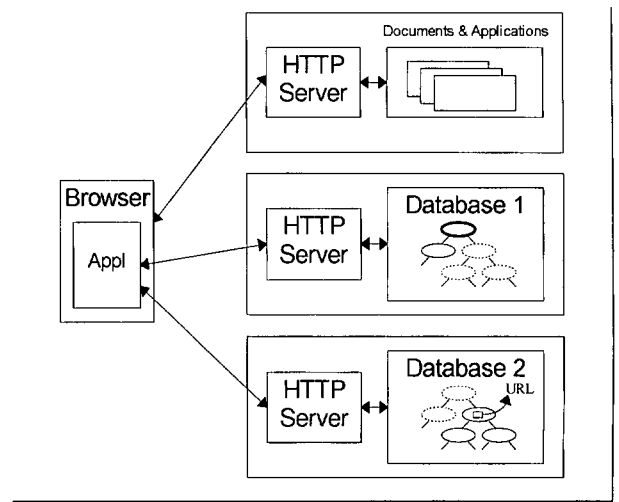 Documents & Applications
HTTP
Server
Browser
Appl
HTTP
Server
Database 1
HTTP
Server
Database 2
URL